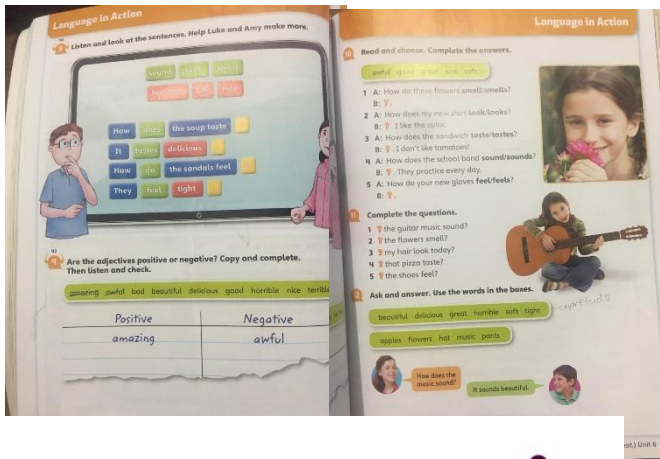 Language in Action
Listen and look at the sentences. Help Luke and Amy make more.
sound
How does the soup taste
It tastes delicious
How do the sandals feel
They feel tight
Are the adjectives positive or negative? Copy and complete.
Then listen and check.
amazing awful bad beautiful delicious good horrible nice terrible
Positive Negative
amazing awful
Language in Action
10 Read and choose. Complete the answers.
awful good great nice soft
1 A: How do these flowers smell/smells?
B: ?.
2 A: How does my new shirt look/looks?
B: ?. I like the color.
3 A: How does the sandwich taste/tastes?
B: ?. I don't like tomatoes!
4 A: How does the school band sound/sounds?
B: ?. They practice every day.
5 A: How do your new gloves feel/feels?
B: ?.
11 Complete the questions.
1 ? the guitar music sound?
2 ? the flowers smell?
3 ? my hair look today?
4 ? that pizza taste?
5 ? the shoes feel?
12 Ask and answer. Use the words in the boxes.
beautiful delicious great horrible soft tight
apples flowers hat music pants
How does the
music sound?
It sounds beautiful.
Unit 6